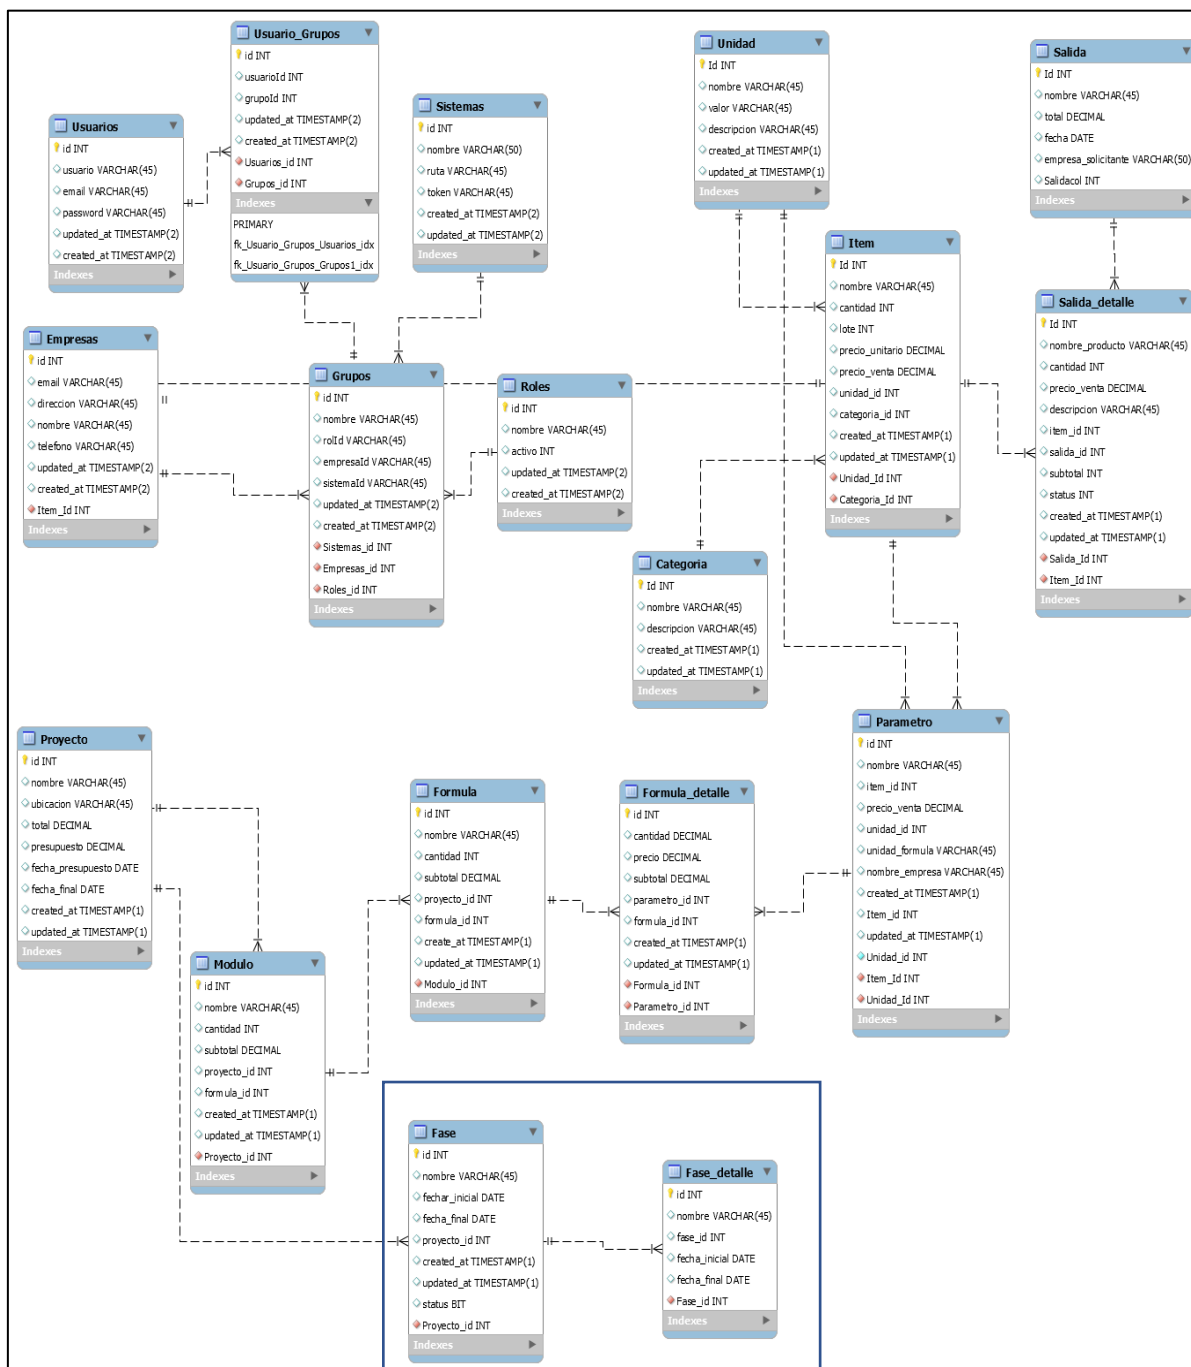 Usuario_Grupos
id INT
usuarioId INT
grupoId INT
updated_at TIMESTAMP(2)
created_at TIMESTAMP(2)
Usuarios_id INT
Grupos_id INT
Indexes
PRIMARY
fk_Usuario_Grupos_Usuarios_idx
fk_Usuario_Grupos_Grupos1_idx
Unidad
Id INT
nombre VARCHAR(45)
valor VARCHAR(45)
descripcion VARCHAR(45)
created_at TIMESTAMP(1)
updated_at TIMESTAMP(1)
Indexes
Salida
Id INT
nombre VARCHAR(45)
total DECIMAL
fecha DATE
empresa_solicitante VARCHAR(50)
Salidacol INT
Indexes
Usuarios
id INT
usuario VARCHAR(45)
email VARCHAR(45)
password VARCHAR(45)
updated_at TIMESTAMP(2)
created_at TIMESTAMP(2)
Indexes
Sistemas
id INT
nombre VARCHAR(50)
ruta VARCHAR(45)
token VARCHAR(45)
created_at TIMESTAMP(2)
updated_at TIMESTAMP(2)
Indexes
Item
Id INT
nombre VARCHAR(45)
cantidad INT
lote INT
precio_unitario DECIMAL
precio_venta DECIMAL
unidad_id INT
categoria_id INT
created_at TIMESTAMP(1)
updated_at TIMESTAMP(1)
Unidad_Id INT
Categoria_Id INT
Indexes
Salida_detalle
Id INT
nombre_producto VARCHAR(45)
cantidad INT
precio_venta DECIMAL
descripcion VARCHAR(45)
item_id INT
salida_id INT
subtotal INT
status INT
created_at TIMESTAMP(1)
updated_at TIMESTAMP(1)
Salida_Id INT
Item_Id INT
Indexes
Empresas
id INT
email VARCHAR(45)
direccion VARCHAR(45)
nombre VARCHAR(45)
telefono VARCHAR(45)
updated_at TIMESTAMP(2)
created_at TIMESTAMP(2)
Item_Id INT
Indexes
Grupos
id INT
nombre VARCHAR(45)
rolId VARCHAR(45)
empresaId VARCHAR(45)
sistemaId VARCHAR(45)
updated_at TIMESTAMP(2)
created_at TIMESTAMP(2)
Sistemas_id INT
Empresas_id INT
Roles_id INT
Indexes
Roles
id INT
nombre VARCHAR(45)
activo INT
updated_at TIMESTAMP(2)
created_at TIMESTAMP(2)
Indexes
Categoria
Id INT
nombre VARCHAR(45)
descripcion VARCHAR(45)
created_at TIMESTAMP(1)
updated_at TIMESTAMP(1)
Indexes
Proyecto
id INT
nombre VARCHAR(45)
ubicacion VARCHAR(45)
total DECIMAL
presupuesto DECIMAL
fecha_presupuesto DATE
fecha_final DATE
created_at TIMESTAMP(1)
updated_at TIMESTAMP(1)
Indexes
Formula
id INT
nombre VARCHAR(45)
cantidad INT
subtotal DECIMAL
proyecto_id INT
formula_id INT
create_at TIMESTAMP(1)
updated_at TIMESTAMP(1)
Modulo_id INT
Indexes
Formula_detalle
id INT
cantidad DECIMAL
precio DECIMAL
subtotal DECIMAL
parametro_id INT
formula_id INT
created_at TIMESTAMP(1)
updated_at TIMESTAMP(1)
Formula_id INT
Parametro_id INT
Indexes
Parametro
id INT
nombre VARCHAR(45)
item_id INT
precio_venta DECIMAL
unidad_id INT
unidad_formula VARCHAR(45)
nombre_empresa VARCHAR(45)
created_at TIMESTAMP(1)
Item_id INT
updated_at TIMESTAMP(1)
Unidad_id INT
Item_Id INT
Unidad_Id INT
Indexes
Modulo
id INT
nombre VARCHAR(45)
cantidad INT
subtotal DECIMAL
proyecto_id INT
formula_id INT
created_at TIMESTAMP(1)
updated_at TIMESTAMP(1)
Proyecto_id INT
Indexes
Fase
id INT
nombre VARCHAR(45)
fechar_inicial DATE
fecha_final DATE
proyecto_id INT
created_at TIMESTAMP(1)
updated_at TIMESTAMP(1)
status BIT
Proyecto_id INT
Indexes
Fase_detalle
id INT
nombre VARCHAR(45)
fase_id INT
fecha_inicial DATE
fecha_final DATE
Fase_id INT
Indexes